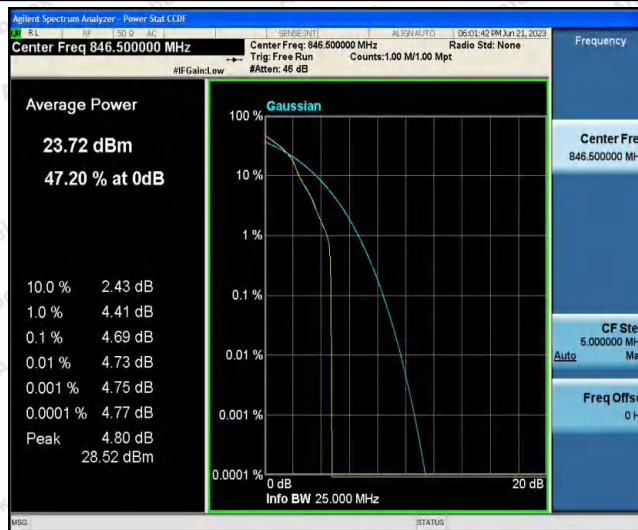 Agilent Spectrum Analyzer - Power Stat CCDF
RL RF 50 Ω AC SENSE:INT ALIGN AUTO 06:01:42 PM Jun 21, 2023
Center Freq 846.500000 MHz
Center Freq: 846.500000 MHz Radio Std: None
Trig: Free Run Counts:1.00 M/1.00 Mpt
#IFGain:Low #Atten: 46 dB
Frequency
Average Power
23.72 dBm
47.20 % at 0dB
10.0 % 2.43 dB
1.0 % 4.41 dB
0.1 % 4.69 dB
0.01 % 4.73 dB
0.001 % 4.75 dB
0.0001 % 4.77 dB
Peak 4.80 dB
28.52 dBm
Gaussian
100 %
10 %
1 %
0.1 %
0.01 %
0.001 %
0.0001 %
0 dB 20 dB
Info BW 25.000 MHz
Center Fre
846.500000 MH
CF Ste
5.000000 MH
Auto Ma
Freq Offse
0 H
MSG STATUS